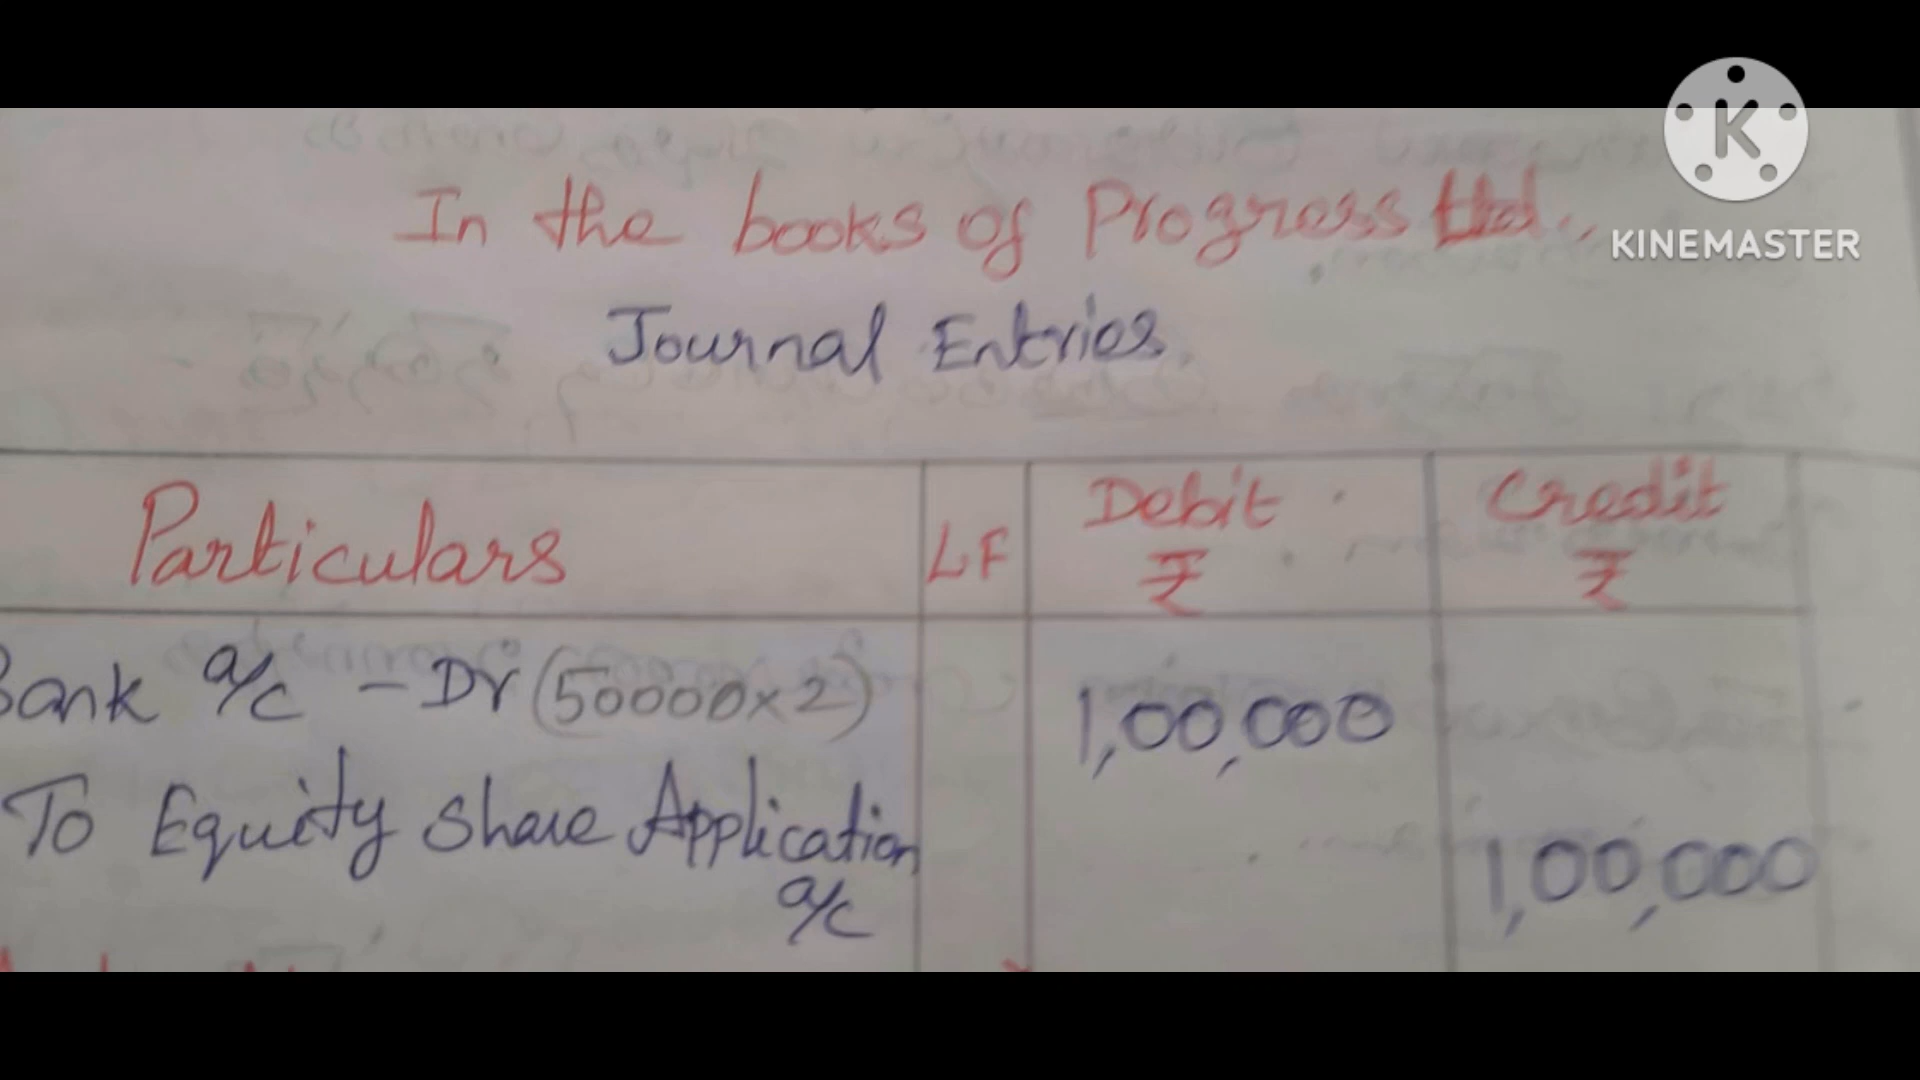 In the books of Progress Ltd.,
KINEMASTER
Journal Entries
Particulars LF Debit ₹ Credit ₹
Bank a/c - Dr (50000x2) 1,00,000
To Equity Share Application a/c 1,00,000